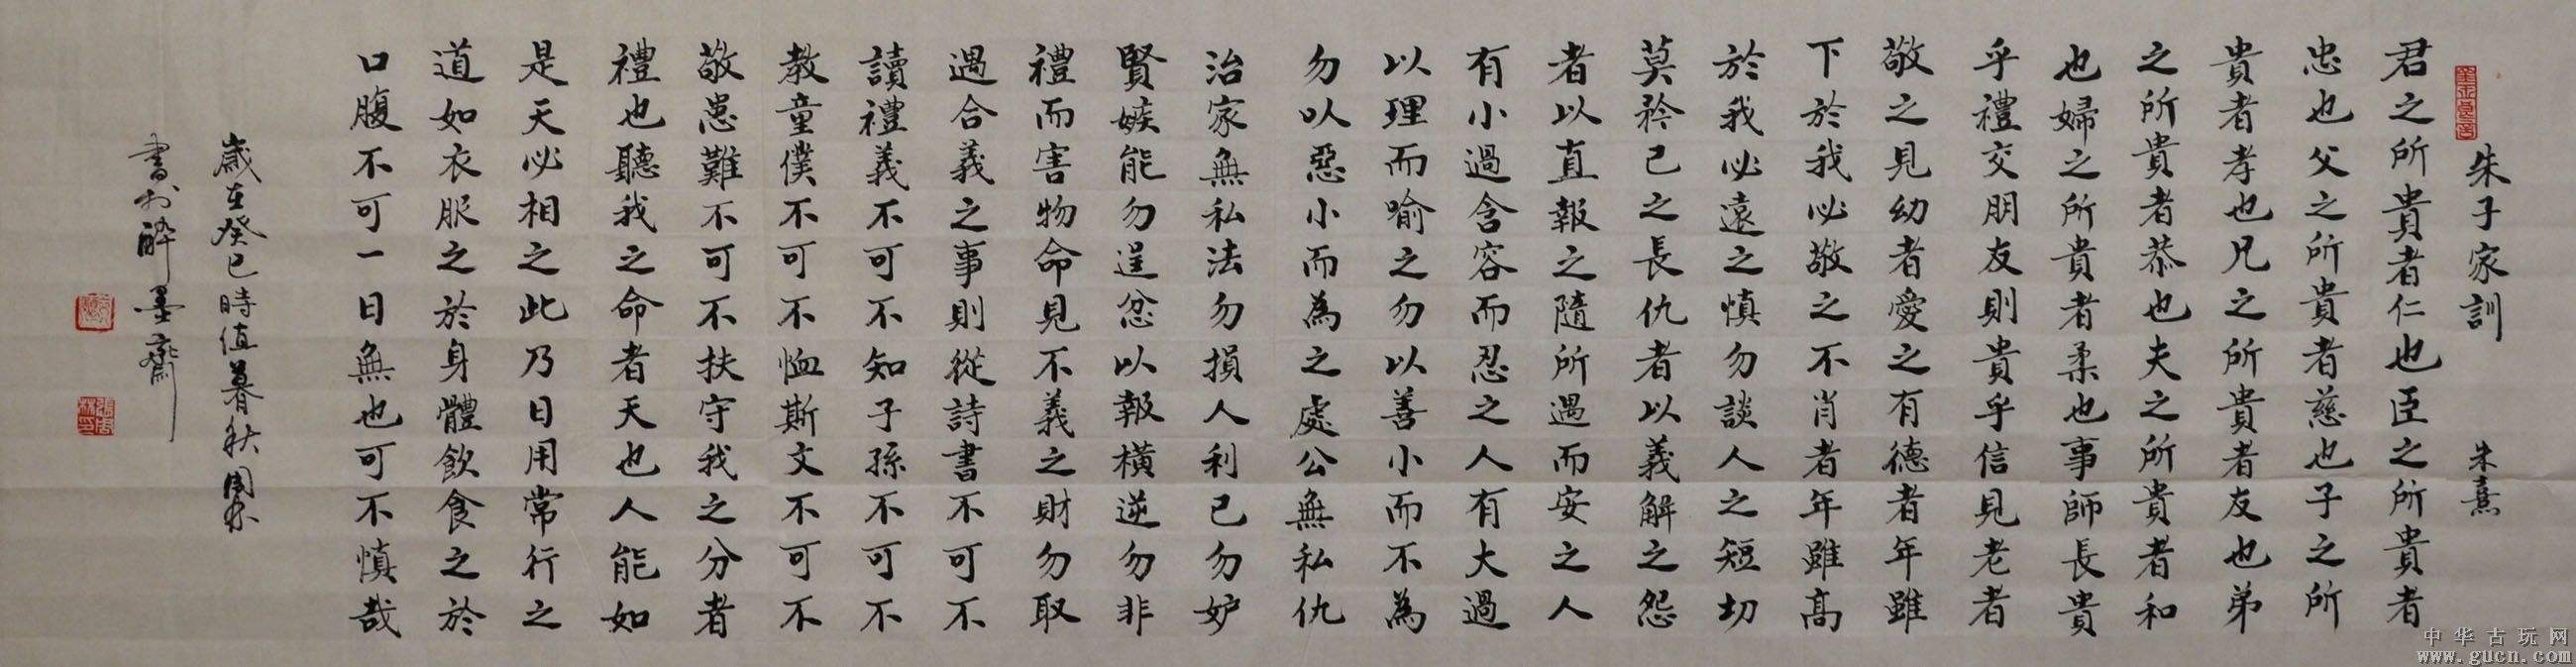 朱子家訓 朱熹
君之所貴者仁也臣之所貴者
忠也父之所貴者慈也子之所
貴者孝也兄之所貴者友也弟
之所貴者恭也夫之所貴者和
也婦之所貴者柔也事師長貴
乎禮交朋友則貴乎信見老者
敬之見幼者愛之有德者年雖
下於我必敬之不肖者年雖高
於我必遠之慎勿談人之短切
莫矜己之長仇者以義解之怨
者以直報之隨所遇而安之人
有小過含容而忍之人有大過
以理而喻之勿以善小而不為
勿以惡小而為之處公無私仇
治家無私法勿損人利己勿妒
賢嫉能勿逞忿以報橫逆勿非
禮而害物命見不義之財勿取
遇合義之事則從詩書不可不
讀禮義不可不知子孫不可不
教童僕不可不恤斯文不可不
敬患難不可不扶守我之分者
禮也聽我之命者天也人能如
是天必相之此乃日用常行之
道如衣服之於身體飲食之於
口腹不可一日無也可不慎哉
歲在癸巳時值暮秋周林
書於醉墨齋
中华古玩网
www.gucn.com